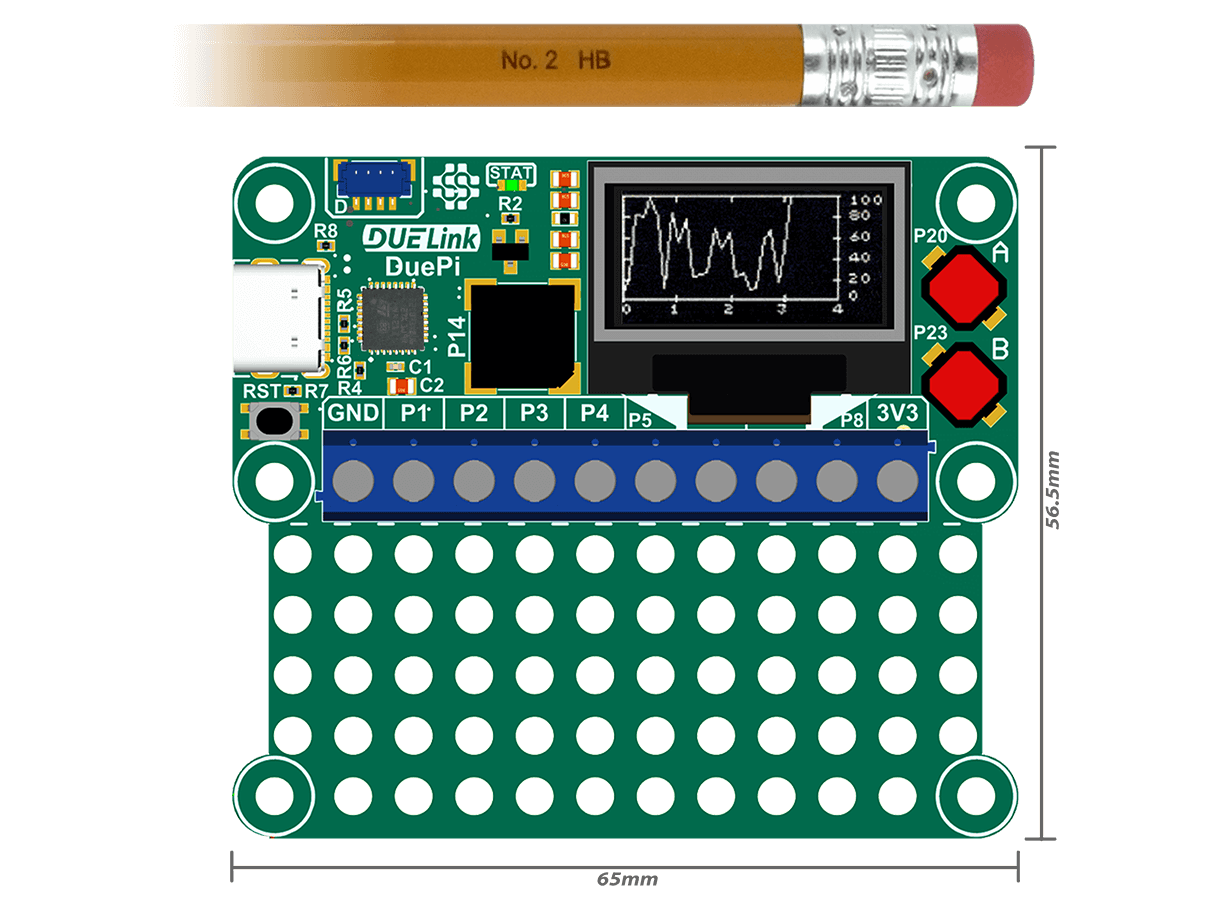 No. 2 HB
STAT
D
R2
R8
DUELink
DuePi
R5
P14
R6
R4
C1
C2
RST
R7
100
80
60
40
20
0
0 1 2 3 4
P20
A
P23
B
GND P1 P2 P3 P4 P5 P8 3V3
56.5mm
65mm